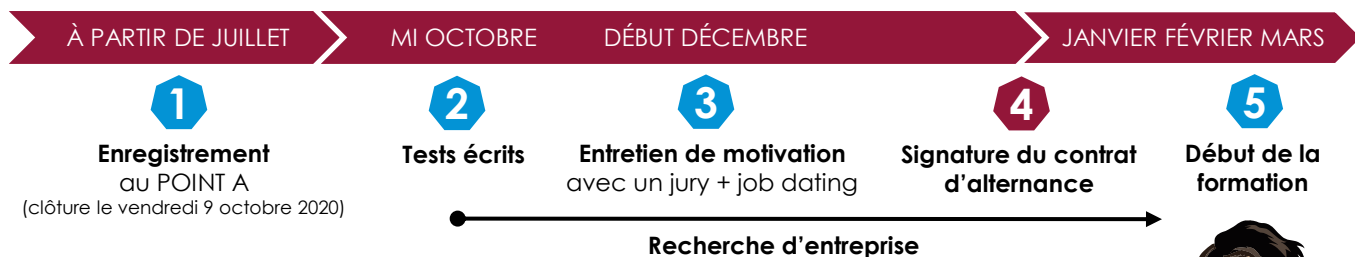 À PARTIR DE JUILLET
MI OCTOBRE
DÉBUT DÉCEMBRE
JANVIER FÉVRIER MARS
1
Enregistrement
au POINT A
(clôture le vendredi 9 octobre 2020)
2
Tests écrits
3
Entretien de motivation
avec un jury + job dating
4
Signature du contrat
d’alternance
5
Début de la
formation
Recherche d’entreprise